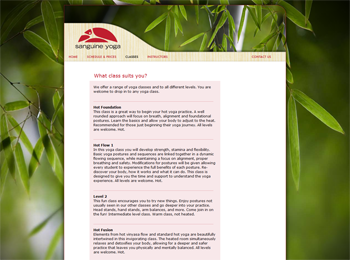 sanguine yoga
HOME SCHEDULE & PRICES CLASSES INSTRUCTORS CONTACT US
What class suits you?
We offer a range of yoga classes and to all different levels. You are
welcome to drop in to any yoga class.
Hot Foundation
This class is a great way to begin your hot yoga practice. A well
rounded approach will focus on breath, alignment and foundational
postures. Learn the basics and allow your body to adjust to the heat.
Recommended for those just beginning their yoga journey. All levels
are welcome. Hot.
Hot Flow 1
In this yoga class you will develop strength, stamina and flexibility.
Basic yoga postures and sequences are linked together in a dynamic
flowing sequence, while maintaining a focus on alignment, proper
breathing and safety. Modifications for postures will be given allowing
every student to experience the full benefits of each posture.
discover your body, how it works and what it can do. This class is
designed to give you the time and support to understand the yoga
experience. All levels are welcome. Hot.
Level 2
This fun class encourages you to try new things. Enjoy postures not
usually seen in our other classes and go deeper into your practice.
Head stands, hand stands, arm balances, and more. Come join in on
the fun! Intermediate level class. Warm class, not heated.
Hot Fusion
Elements from hot vinyasa flow and standard hot yoga are beautifully
intertwined in this invigorating class. The heated room simultaneously
relaxes and detoxifies your body, allowing for a deeper and safer
practice that leaves you physically and mentally balanced. All levels
are welcome. Hot.